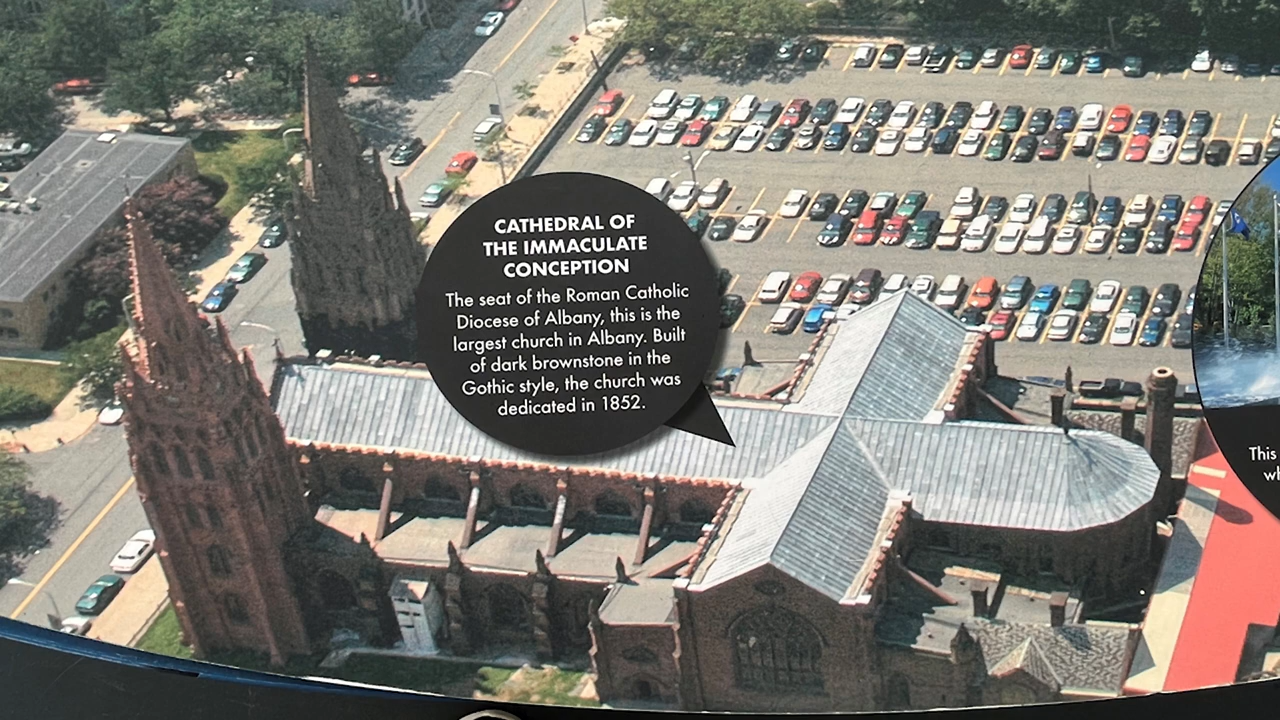 CATHEDRAL OF
THE IMMACULATE
CONCEPTION
The seat of the Roman Catholic
Diocese of Albany, this is the
largest church in Albany. Built
of dark brownstone in the
Gothic style, the church was
dedicated in 1852.
This